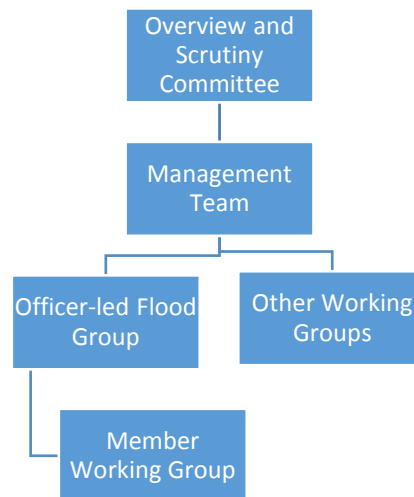 Overview and
Scrutiny
Committee
Management
Team
Officer-led Flood
Group
Other Working
Groups
Member
Working Group